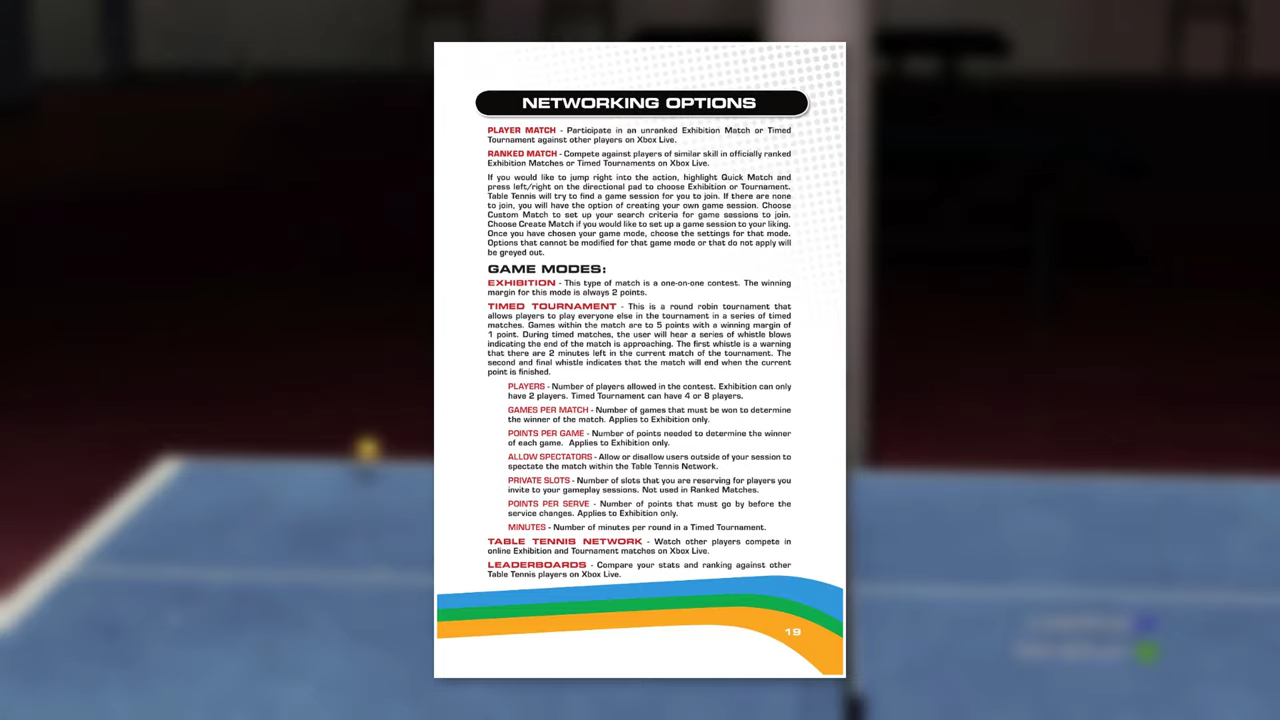 NETWORKING OPTIONS
PLAYER MATCH - Participate in an unranked Exhibition Match or Timed
Tournament against other players on Xbox Live.
RANKED MATCH - Compete against players of similar skill in officially ranked
Exhibition Matches or Timed Tournaments on Xbox Live.
If you would like to jump right into the action, highlight Quick Match and
press left/right on the directional pad to choose Exhibition or Tournament.
Table Tennis will try to find a game session for you to join. If there are none
to join, you will have the option of creating your own game session. Choose
Custom Match to set up your search criteria for game sessions to join.
Choose Create Match if you would like to set up a game session to your liking.
Once you have chosen your game mode, choose the settings for that mode.
Options that cannot be modified for that game mode or that do not apply will
be greyed out.
GAME MODES:
EXHIBITION - This type of match is a one-on-one contest. The winning
margin for this mode is always 2 points.
TIMED TOURNAMENT - This is a round robin tournament that
allows players to play everyone else in the tournament in a series of timed
matches. Games within the match are to 5 points with a winning margin of
1 point. During timed matches, the user will hear a series of whistle blows
indicating the end of the match is approaching. The first whistle is a warning
that there are 2 minutes left in the current match of the tournament. The
second and final whistle indicates that the match will end when the current
point is finished.
PLAYERS - Number of players allowed in the contest. Exhibition can only
have 2 players. Timed Tournament can have 4 or 8 players.
GAMES PER MATCH - Number of games that must be won to determine
the winner of the match. Applies to Exhibition only.
POINTS PER GAME - Number of points needed to determine the winner
of each game. Applies to Exhibition only.
ALLOW SPECTATORS - Allow or disallow users outside of your session to
spectate the match within the Table Tennis Network.
PRIVATE SLOTS - Number of slots that you are reserving for players you
invite to your gameplay sessions. Not used in Ranked Matches.
POINTS PER SERVE - Number of points that must go by before the
service changes. Applies to Exhibition only.
MINUTES - Number of minutes per round in a Timed Tournament.
TABLE TENNIS NETWORK - Watch other players compete in
online Exhibition and Tournament matches on Xbox Live.
LEADERBOARDS - Compare your stats and ranking against other
Table Tennis players on Xbox Live.
19